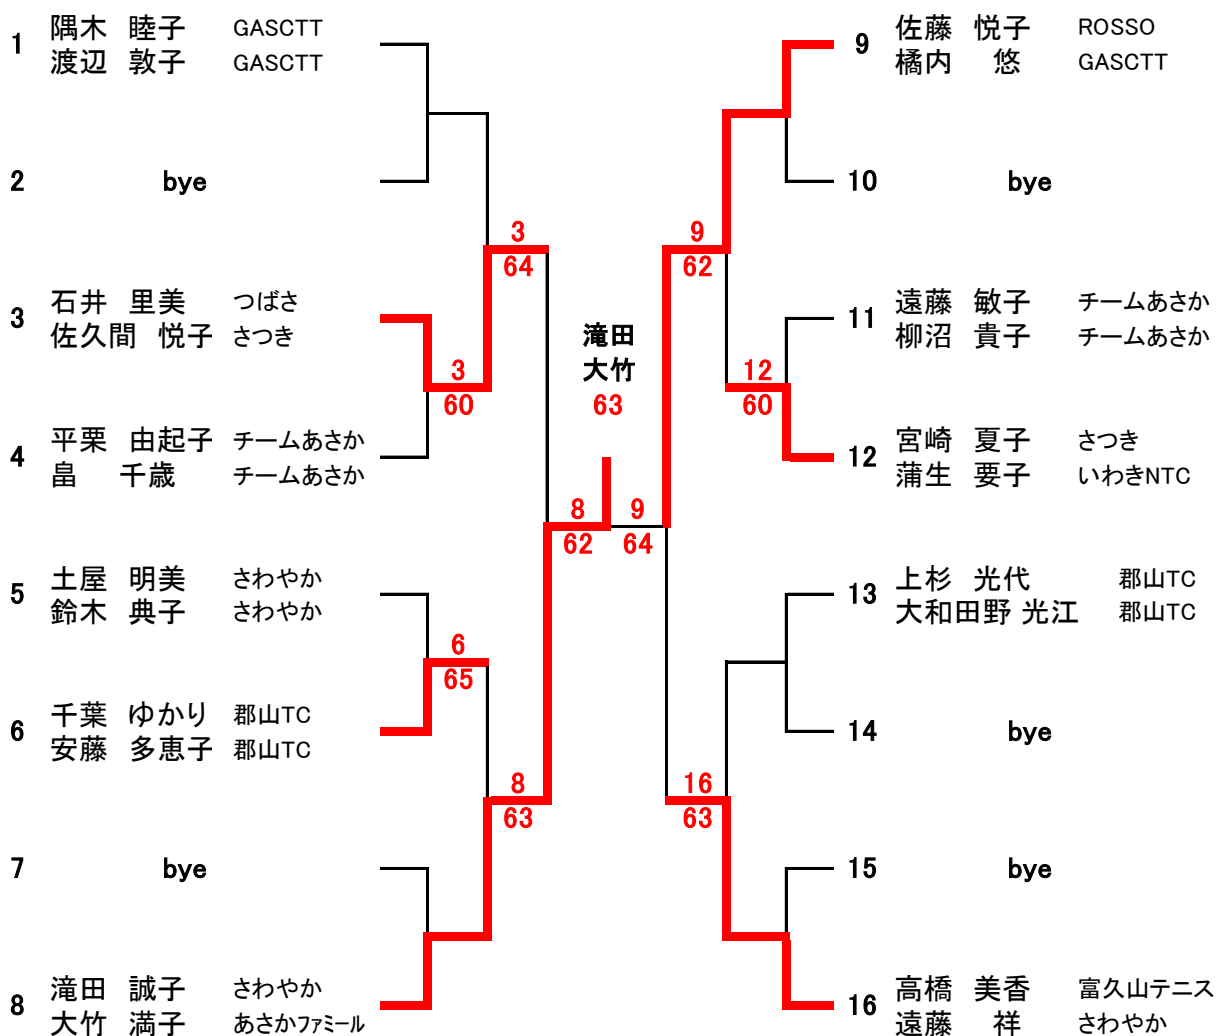 1 隅木 睦子 GASCTT
渡辺 敦子 GASCTT
2 bye
3 石井 里美 つばさ
佐久間 悦子 さつき
4 平栗 由起子 チームあさか
畠 千歳 チームあさか
5 土屋 明美 さわやか
鈴木 典子 さわやか
6 千葉 ゆかり 郡山TC
安藤 多恵子 郡山TC
7 bye
8 滝田 誠子 さわやか
大竹 満子 あさかファミール
3
64
3
60
6
65
8
63
8
62
滝田
大竹
63
9
64
9
62
12
60
16
63
9 佐藤 悦子 ROSSO
橘内 悠 GASCTT
10 bye
11 遠藤 敏子 チームあさか
柳沼 貴子 チームあさか
12 宮崎 夏子 さつき
蒲生 要子 いわきNTC
13 上杉 光代 郡山TC
大和田野 光江 郡山TC
14 bye
15 bye
16 高橋 美香 富久山テニス
遠藤 祥 さわやか